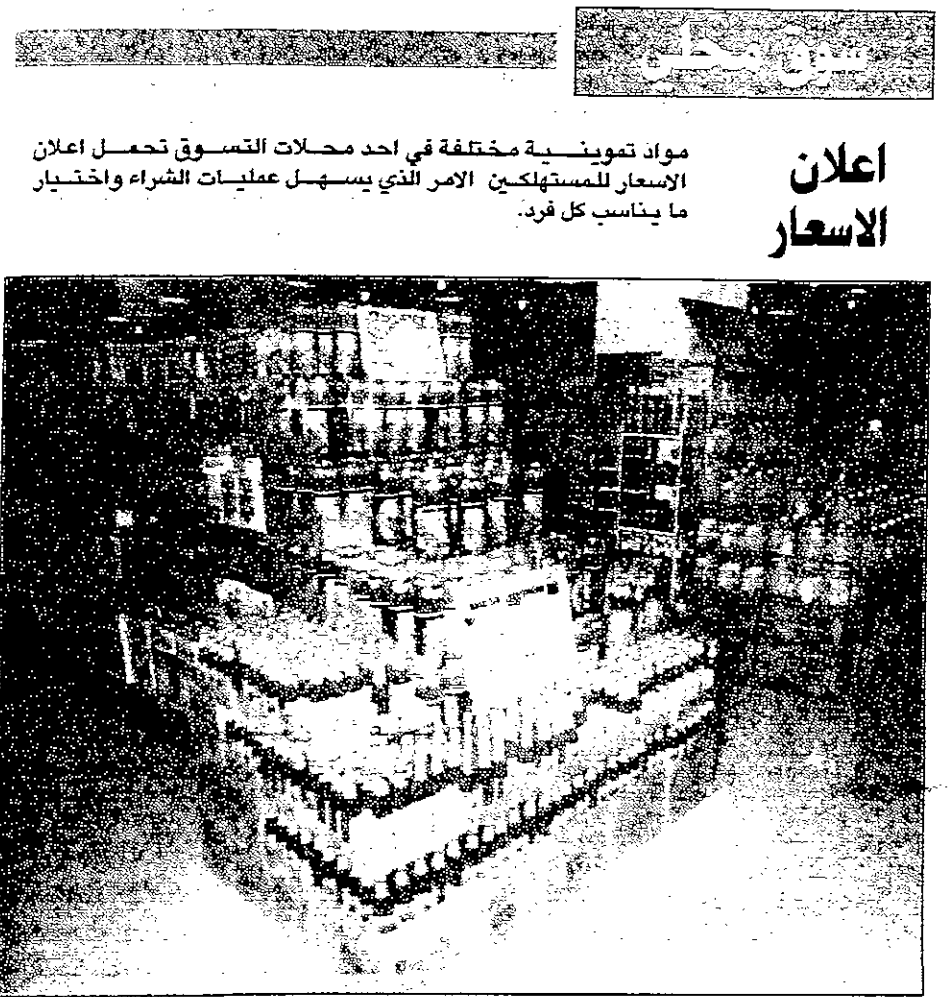 سوق محلي
اعلان
الاسعار
مواد تموينية مختلفة في احد محلات التسوق تحمل اعلان
الاسعار للمستهلكين الامر الذي يسهل عمليات الشراء واختيار
ما يناسب كل فرد.